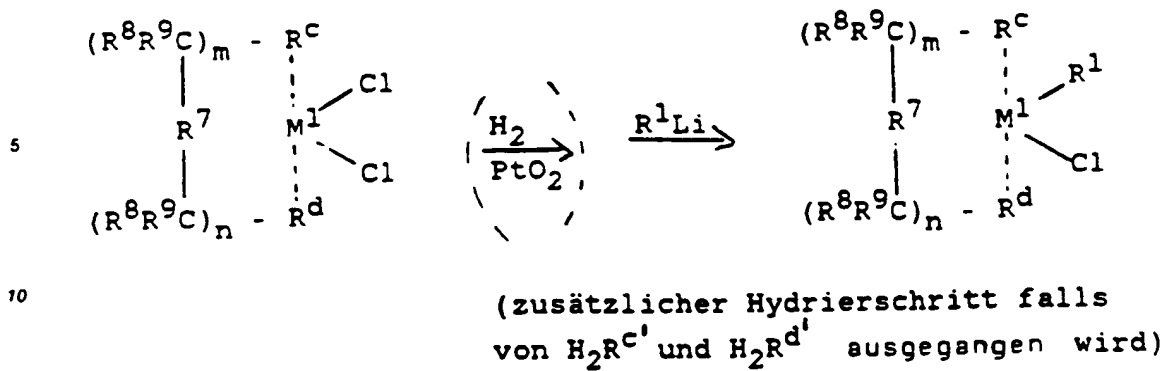 (R⁸R⁹C)ₘ - Rᶜ (R⁸R⁹C)ₘ - Rᶜ
Cl R¹
5 R⁷ M¹ ( H₂ / PtO₂ ) R¹Li R⁷ M¹
Cl Cl
(R⁸R⁹C)ₙ - Rᵈ (R⁸R⁹C)ₙ - Rᵈ
10 (zusätzlicher Hydrierschritt falls
von H₂Rᶜ' und H₂Rᵈ' ausgegangen wird)